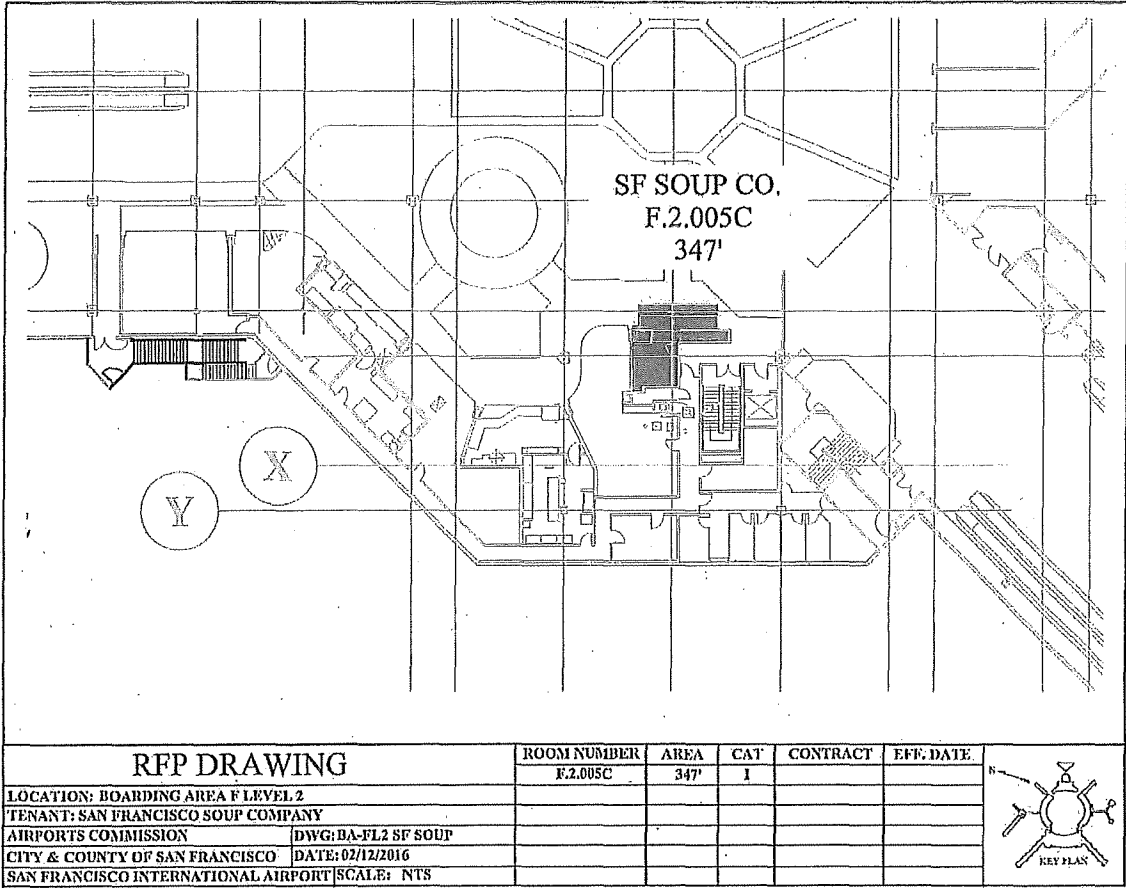 SF SOUP CO.
F.2.005C
347'
X
Y
RFP DRAWING
LOCATION: BOARDING AREA F LEVEL 2
TENANT: SAN FRANCISCO SOUP COMPANY
AIRPORTS COMMISSION DWG: BA-FL2 SF SOUP
CITY & COUNTY OF SAN FRANCISCO DATE: 02/12/2016
SAN FRANCISCO INTERNATIONAL AIRPORT SCALE: NTS
ROOM NUMBER AREA CAT CONTRACT EFF. DATE
F.2.005C 347' 1
N
KEY PLAN